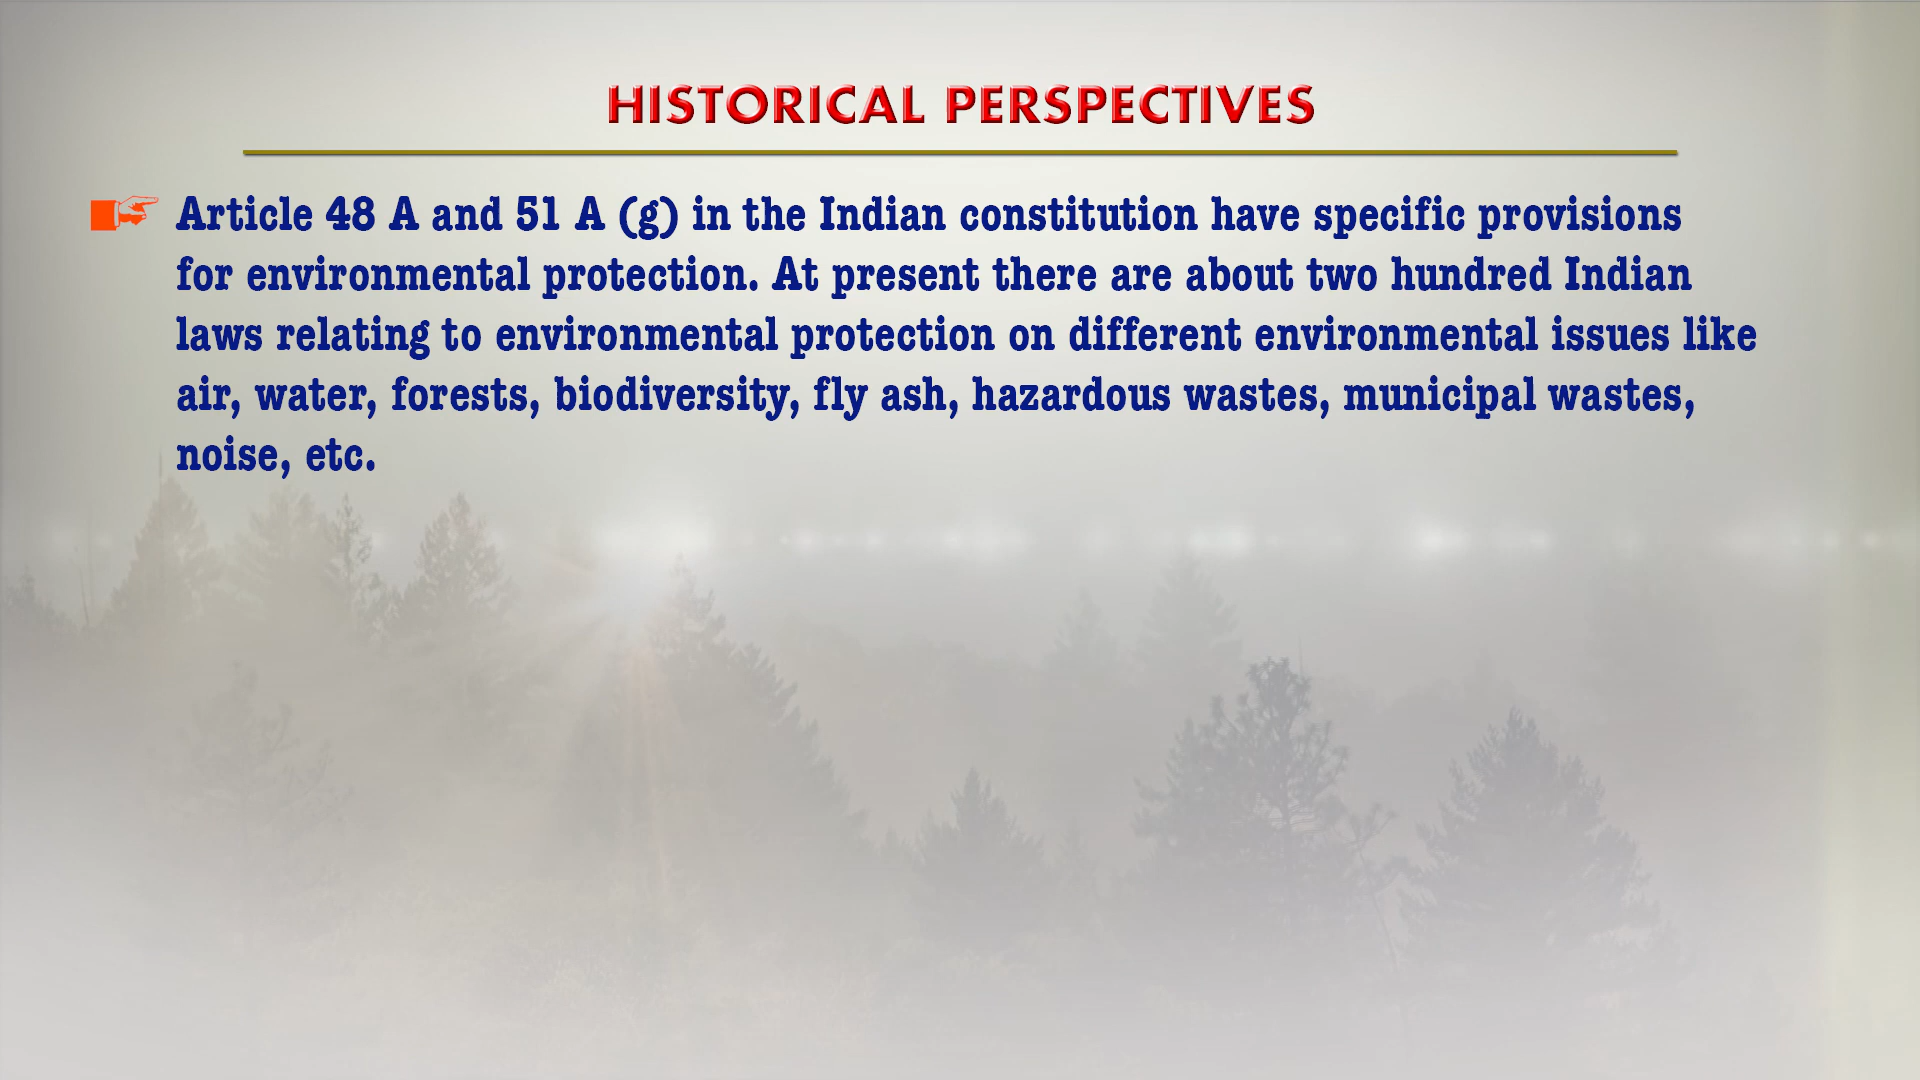 HISTORICAL PERSPECTIVES
Article 48 A and 51 A (g) in the Indian constitution have specific provisions
for environmental protection. At present there are about two hundred Indian
laws relating to environmental protection on different environmental issues like
air, water, forests, biodiversity, fly ash, hazardous wastes, municipal wastes,
noise, etc.